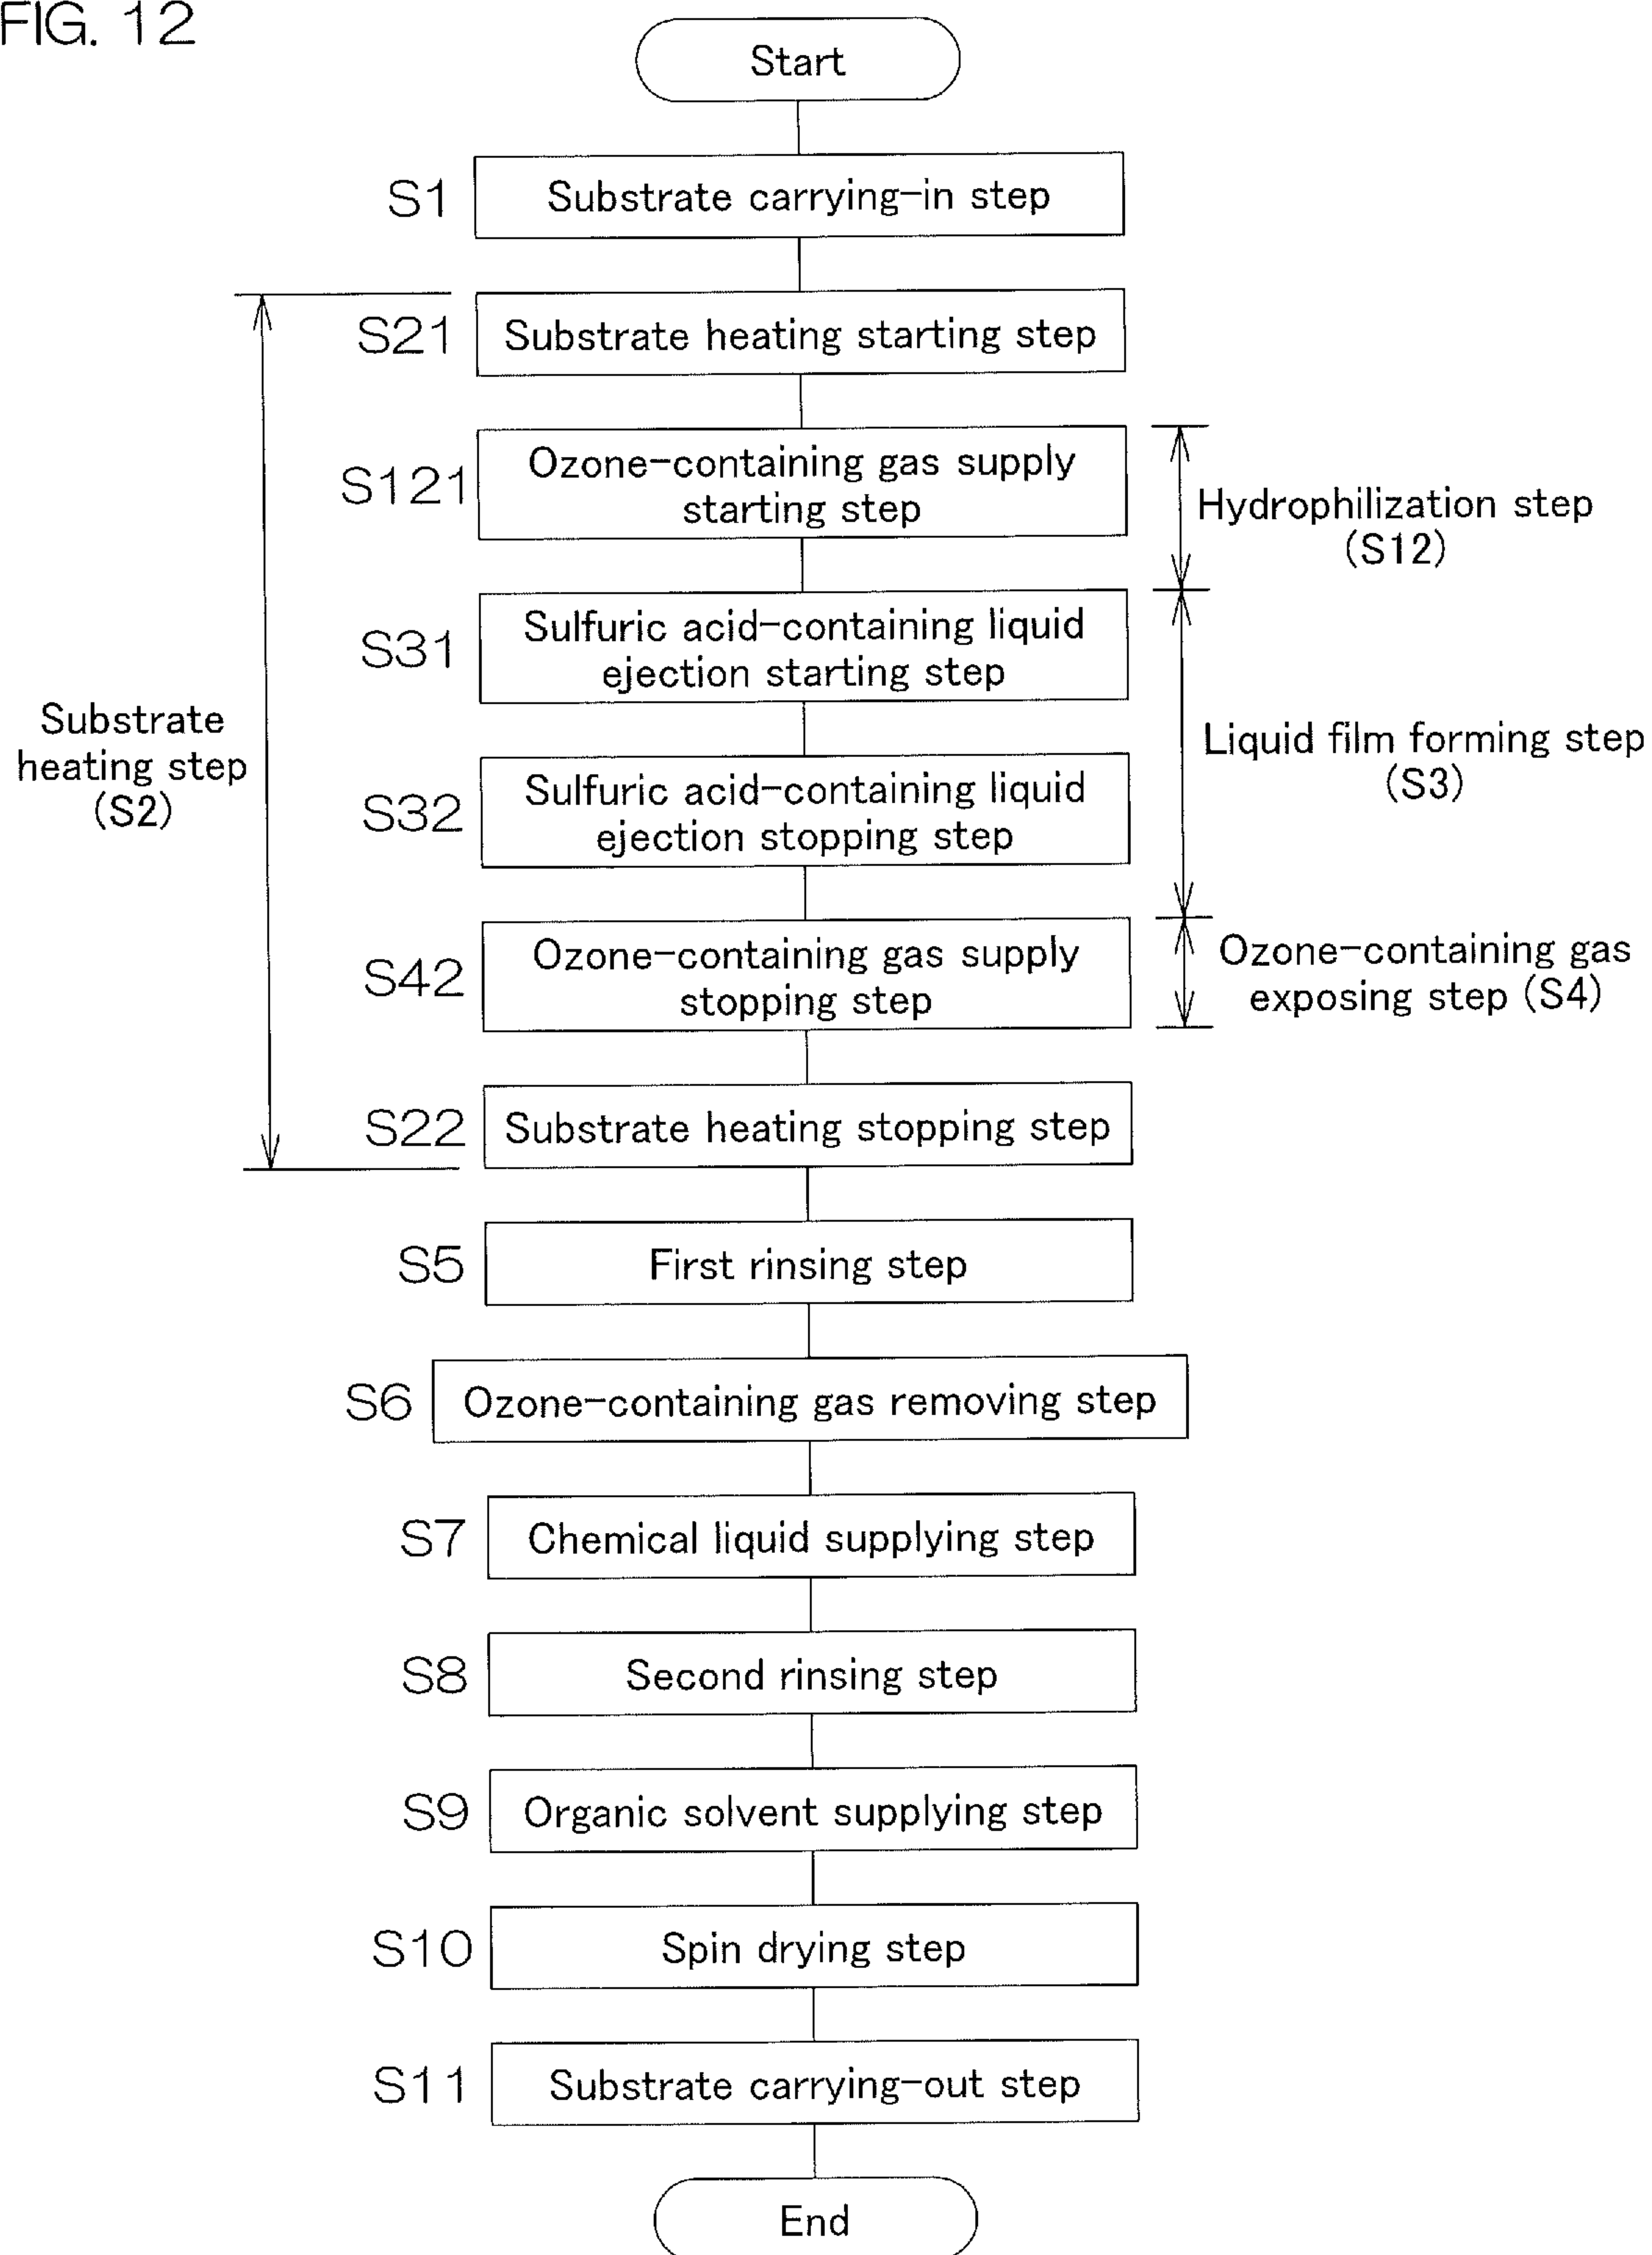 FIG. 12
Start
S1
Substrate carrying-in step
S21
Substrate heating starting step
S121
Ozone-containing gas supply
starting step
Hydrophilization step
(S12)
S31
Sulfuric acid-containing liquid
ejection starting step
Substrate
heating step
(S2)
Liquid film forming step
(S3)
S32
Sulfuric acid-containing liquid
ejection stopping step
S42
Ozone-containing gas supply
stopping step
Ozone-containing gas
exposing step (S4)
S22
Substrate heating stopping step
S5
First rinsing step
S6
Ozone-containing gas removing step
S7
Chemical liquid supplying step
S8
Second rinsing step
S9
Organic solvent supplying step
S10
Spin drying step
S11
Substrate carrying-out step
End